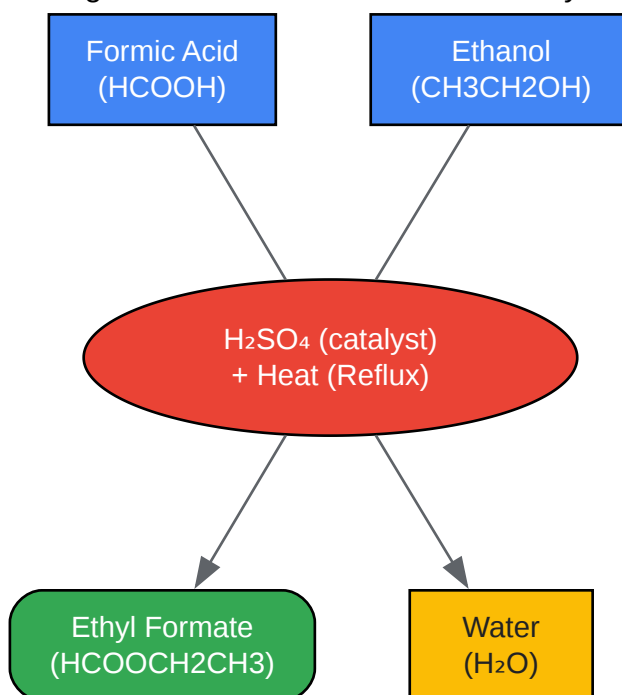 Formic Acid
(HCOOH)
Ethanol
(CH3CH2OH)
H₂SO₄ (catalyst)
+ Heat (Reflux)
Ethyl Formate
(HCOOCH2CH3)
Water
(H₂O)